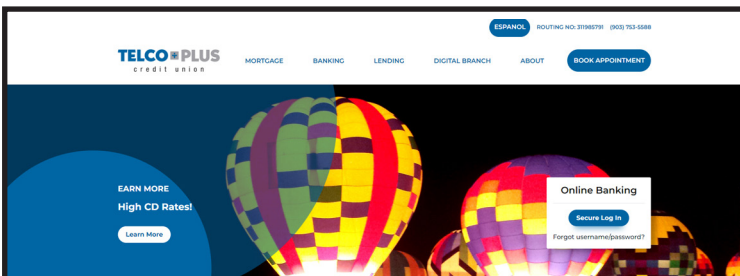 ESPANOL ROUTING NO: 311985791 (903) 753-5588
TELCO PLUS
credit union
MORTGAGE BANKING LENDING DIGITAL BRANCH ABOUT BOOK APPOINTMENT
EARN MORE
High CD Rates!
Learn More
Online Banking
Secure Log In
Forgot username/password?